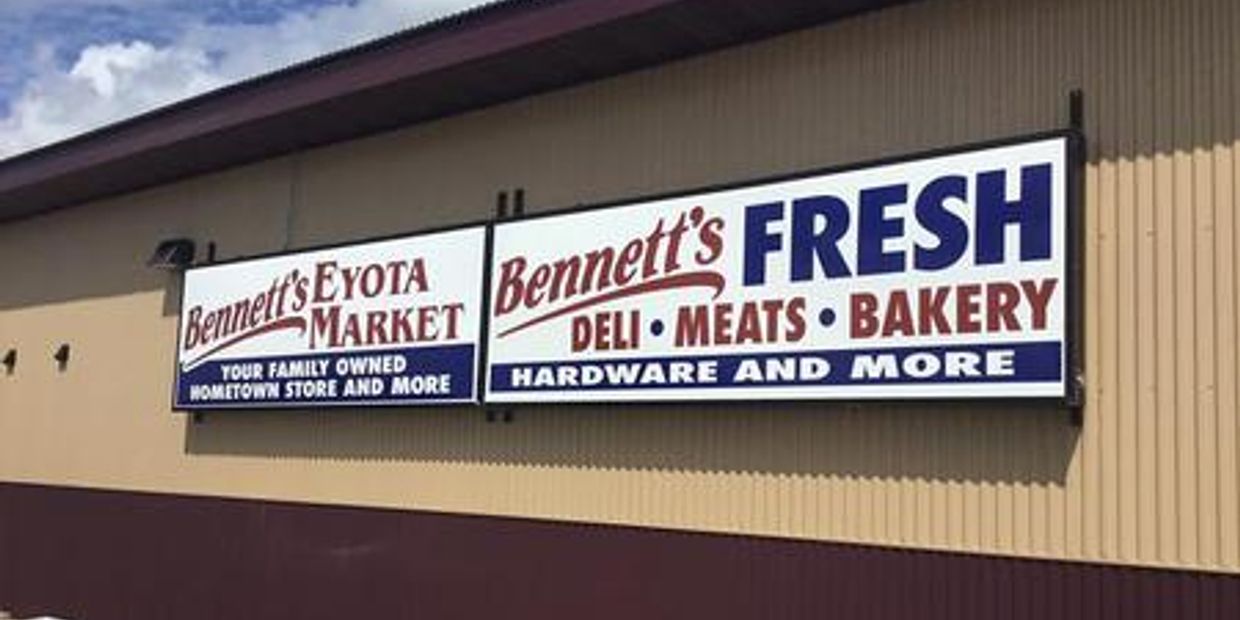 Bennett's EYOTA
MARKET
YOUR FAMILY OWNED
HOMETOWN STORE AND MORE
Bennett's FRESH
DELI • MEATS • BAKERY
HARDWARE AND MORE